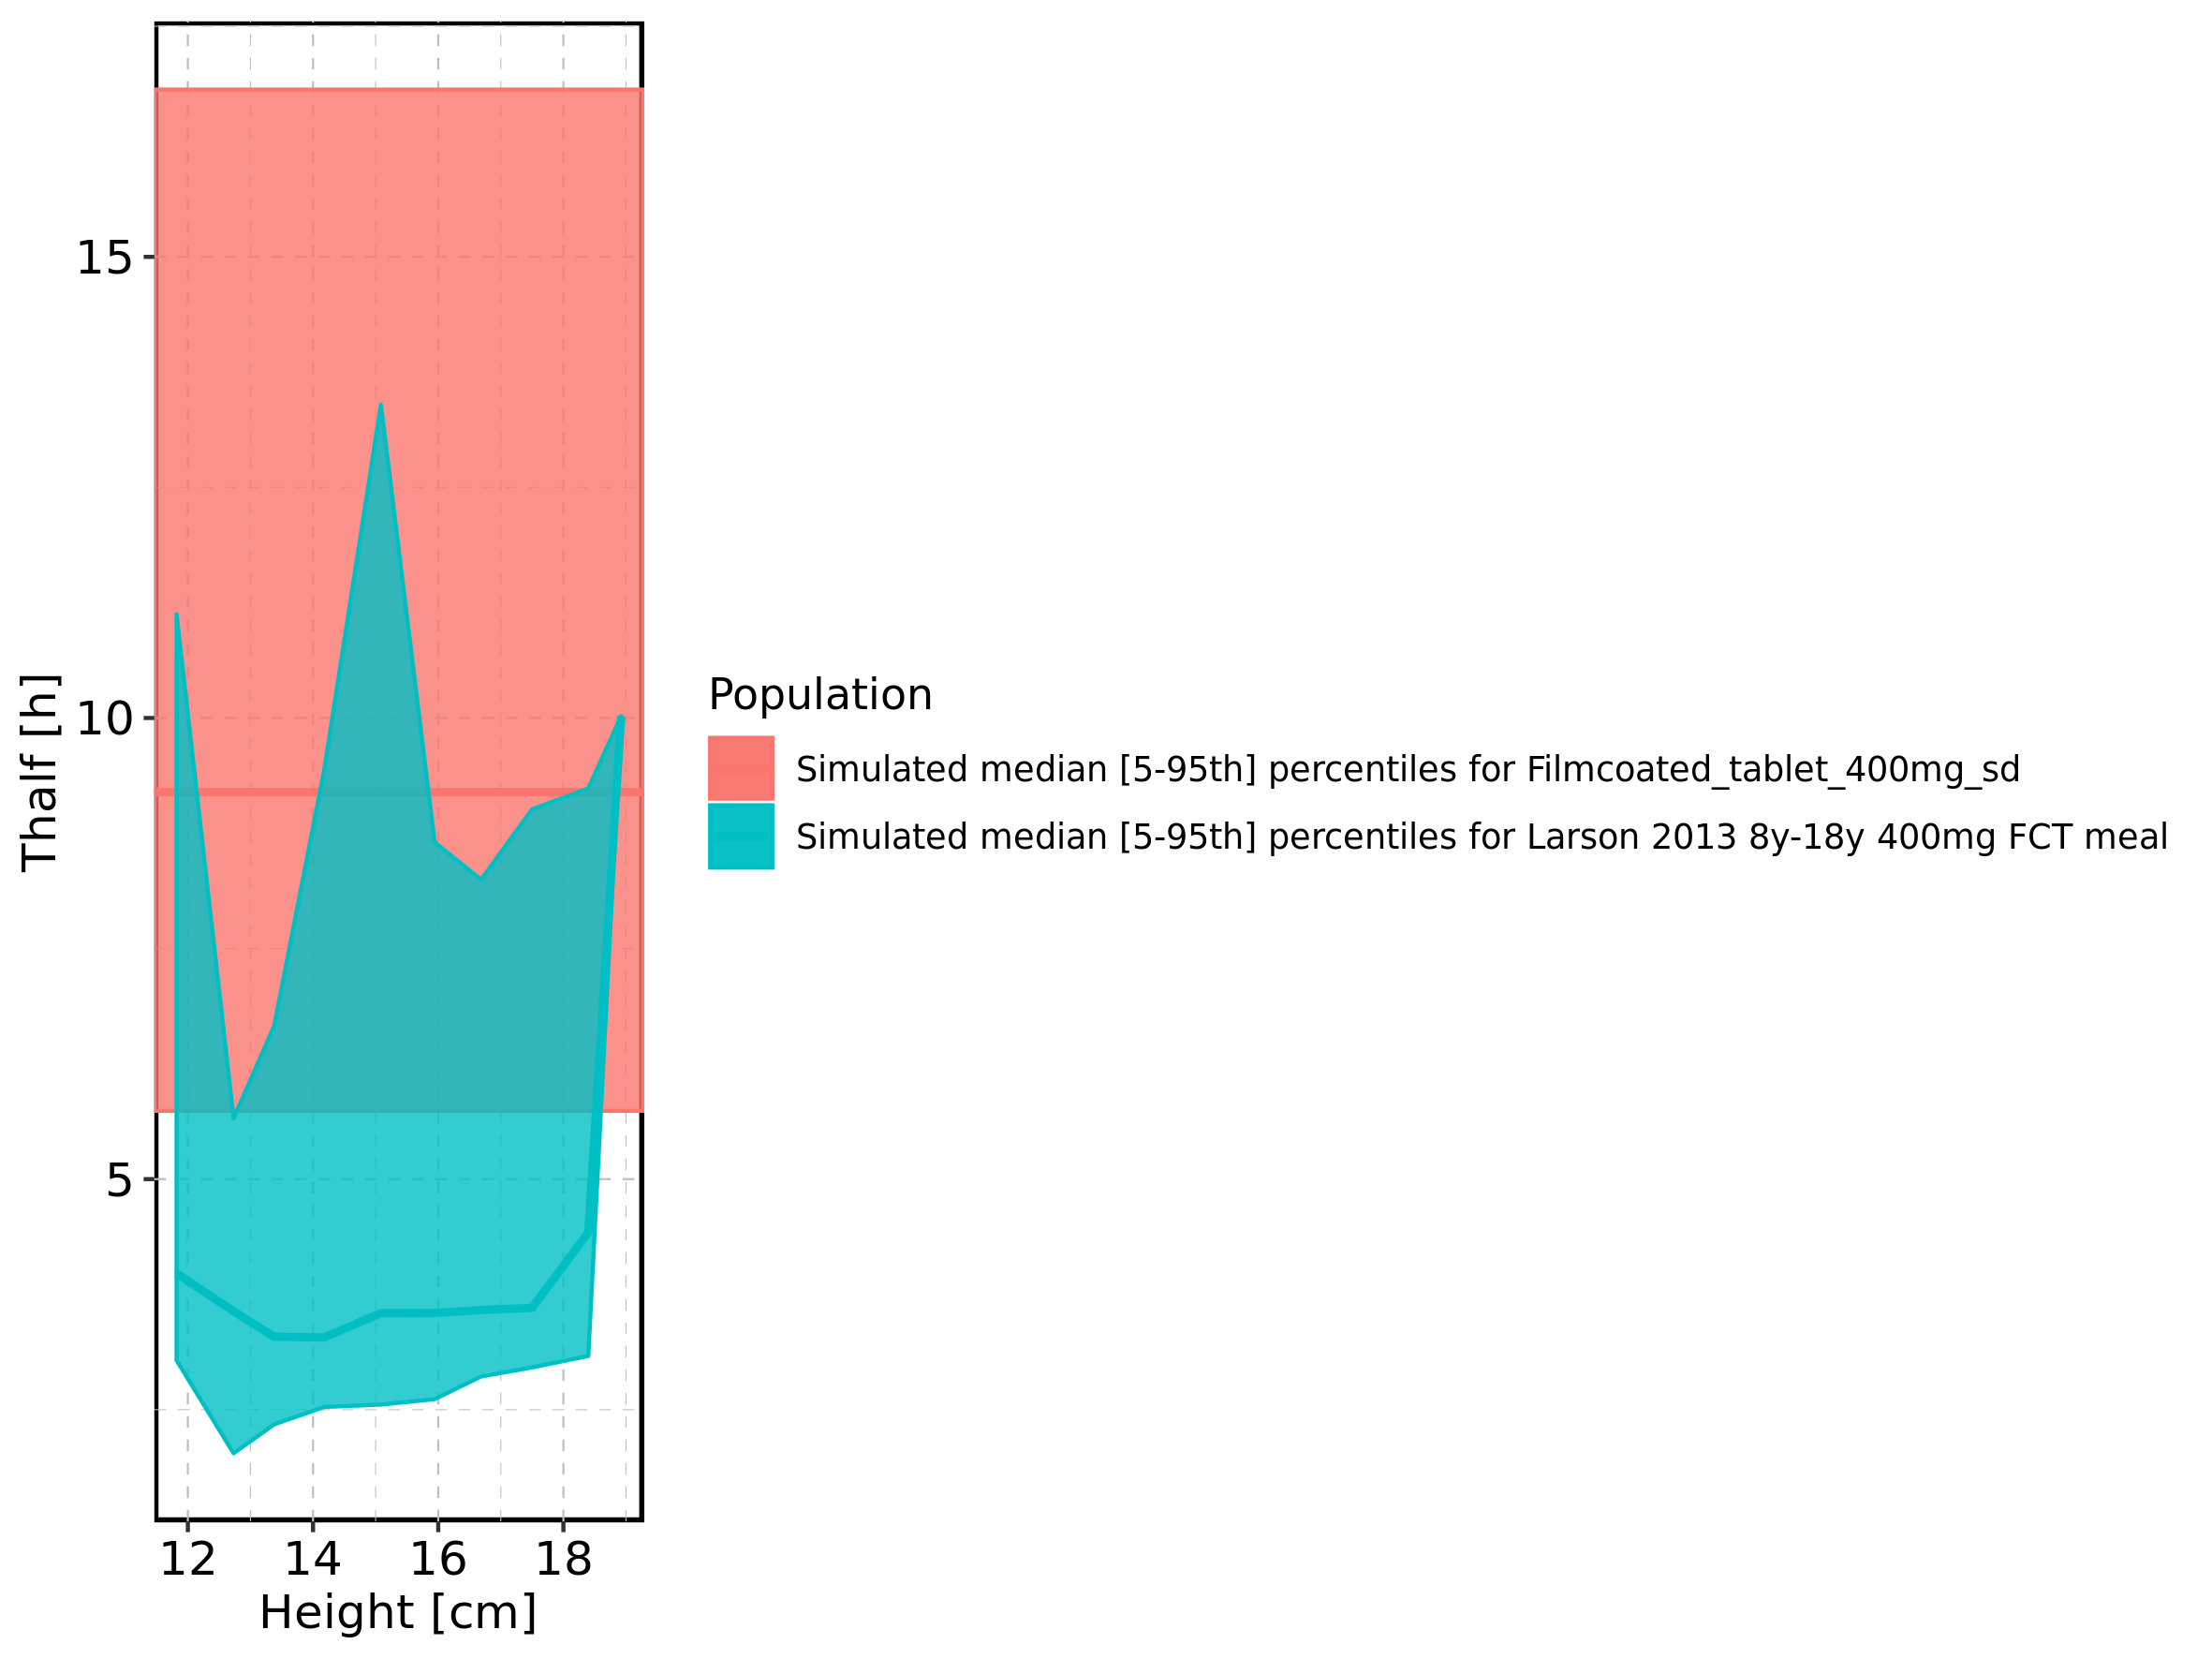 15
10
5
Thalf [h]
12 14 16 18
Height [cm]
Population
Simulated median [5-95th] percentiles for Filmcoated_tablet_400mg_sd
Simulated median [5-95th] percentiles for Larson 2013 8y-18y 400mg FCT meal